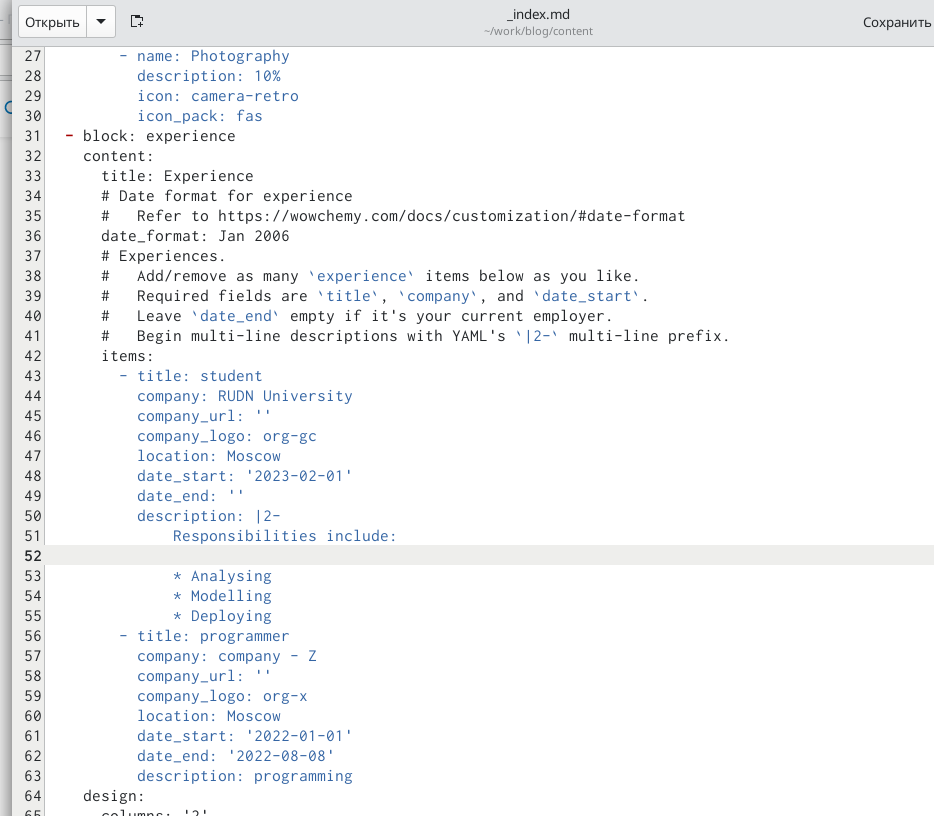 Открыть
_index.md
~/work/blog/content
Сохранить
27 - name: Photography
28 description: 10%
29 icon: camera-retro
30 icon_pack: fas
31 - block: experience
32 content:
33 title: Experience
34 # Date format for experience
35 #   Refer to https://wowchemy.com/docs/customization/#date-format
36 date_format: Jan 2006
37 # Experiences.
38 #   Add/remove as many `experience` items below as you like.
39 #   Required fields are `title`, `company`, and `date_start`.
40 #   Leave `date_end` empty if it's your current employer.
41 #   Begin multi-line descriptions with YAML's `|2-` multi-line prefix.
42 items:
43 - title: student
44 company: RUDN University
45 company_url: ''
46 company_logo: org-gc
47 location: Moscow
48 date_start: '2023-02-01'
49 date_end: ''
50 description: |2-
51 Responsibilities include:
52
53 * Analysing
54 * Modelling
55 * Deploying
56 - title: programmer
57 company: company - Z
58 company_url: ''
59 company_logo: org-x
60 location: Moscow
61 date_start: '2022-01-01'
62 date_end: '2022-08-08'
63 description: programming
64 design:
65 columns: '2'